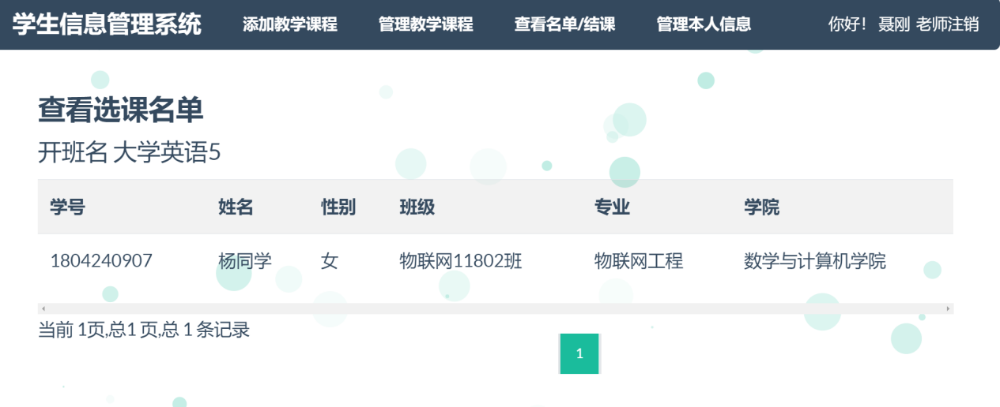 学生信息管理系统 添加教学课程 管理教学课程 查看名单/结课 管理本人信息 你好! 聂刚 老师注销
查看选课名单
开班名 大学英语5
学号 姓名 性别 班级 专业 学院
1804240907 杨同学 女 物联网11802班 物联网工程 数学与计算机学院
当前 1页,总1 页,总 1 条记录
1